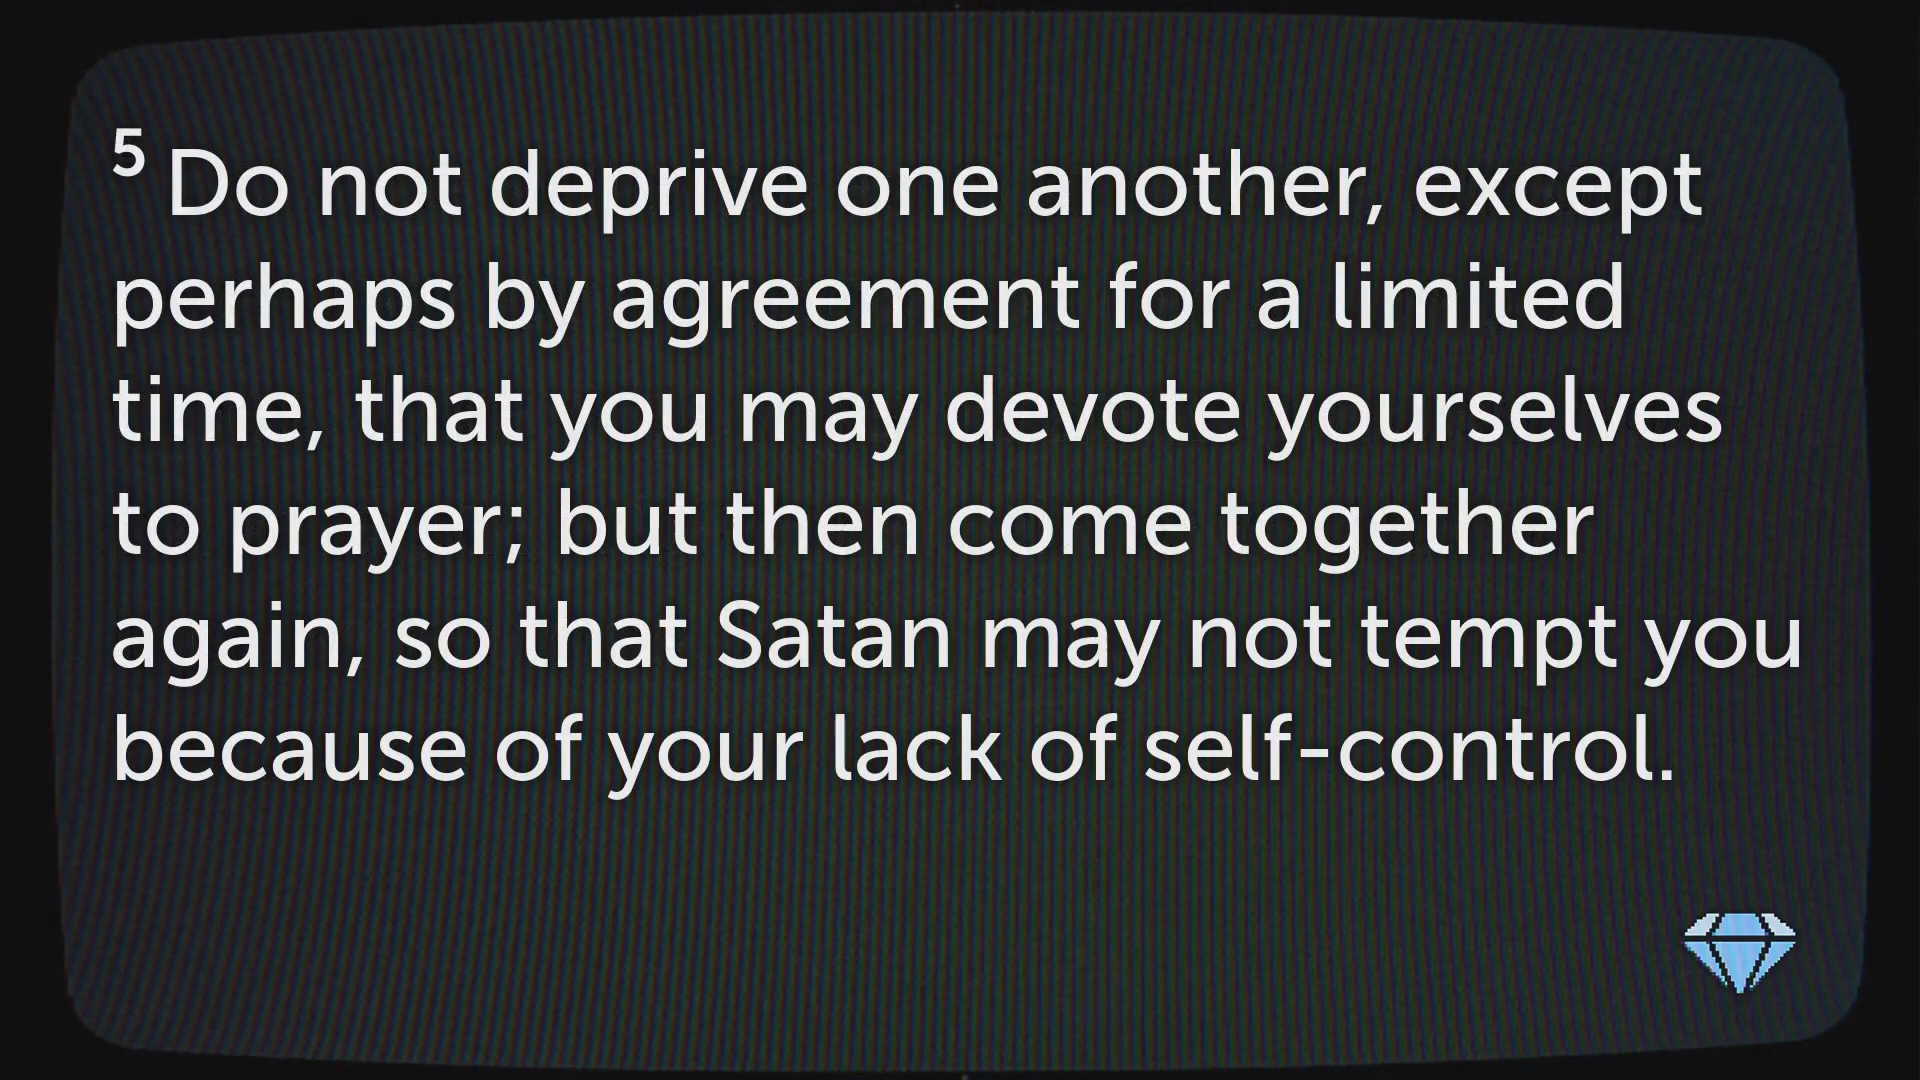 5 Do not deprive one another, except
perhaps by agreement for a limited
time, that you may devote yourselves
to prayer; but then come together
again, so that Satan may not tempt you
because of your lack of self-control.